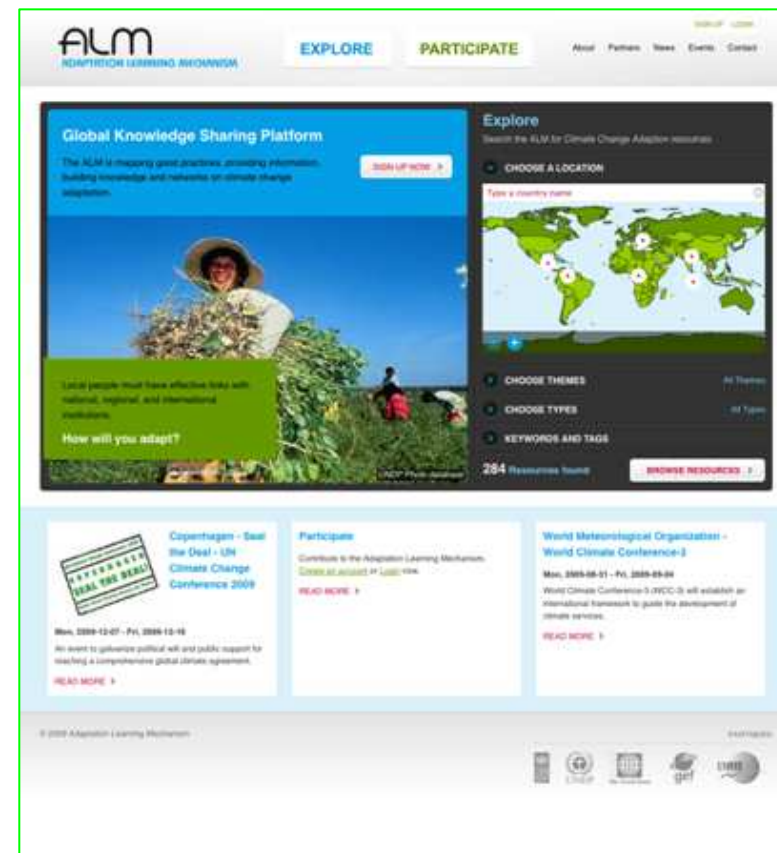 SIGN UP LOGIN
ALM
ADAPTATION LEARNING MECHANISM
EXPLORE
PARTICIPATE
About Partners News Events Contact
Global Knowledge Sharing Platform
The ALM is mapping good practices, providing information,
building knowledge and networks on climate change
adaptation.
SIGN UP NOW
Local people must have effective links with
national, regional, and international
institutions.
How will you adapt?
UNDP Photo database
Explore
Search the ALM for Climate Change Adaption resources
CHOOSE A LOCATION
Type a country name
CHOOSE THEMES All Themes
CHOOSE TYPES All Types
KEYWORDS AND TAGS
284 Resources found
BROWSE RESOURCES
COPENHAGEN
SEAL THE DEAL!
Copenhagen - Seal
the Deal - UN
Climate Change
Conference 2009
Mon, 2009-12-07 - Fri, 2009-12-18
An event to galvanize political will and public support for
reaching a comprehensive global climate agreement.
READ MORE
Participate
Contribute to the Adaptation Learning Mechanism.
Create an account or Login now.
READ MORE
World Meteorological Organization -
World Climate Conference-3
Mon, 2009-08-31 - Fri, 2009-09-04
World Climate Conference-3 (WCC-3) will establish an
international framework to guide the development of
climate services.
READ MORE
© 2009 Adaptation Learning Mechanism
UNEP
gef